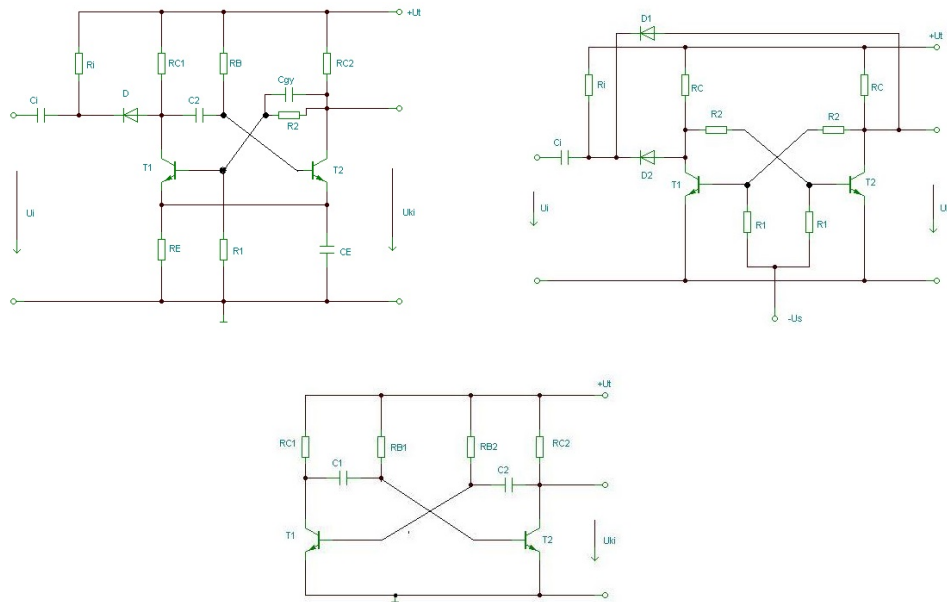 +Ut
Ri
RC1
RB
RC2
Cgy
Ci
D
C2
R2
T1
T2
Ui
Uki
RE
R1
CE
D1
+Ut
Ri
RC
RC
R2
R2
Ci
D2
T1
T2
Ui
U
R1
R1
-Us
+Ut
RC1
RB1
RB2
RC2
C1
C2
T1
T2
Uki